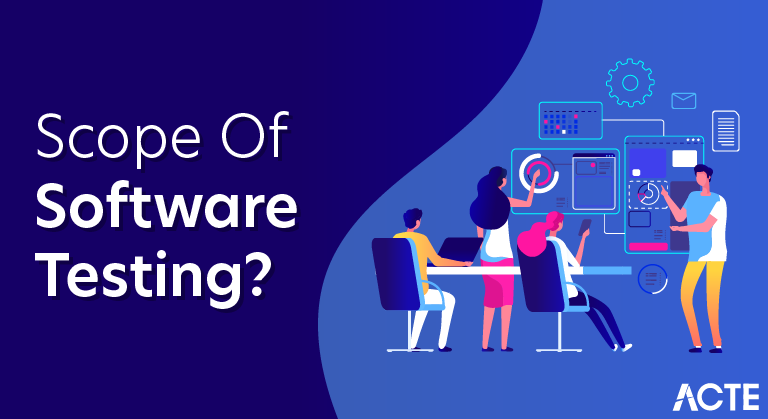 Scope Of
Software
Testing?
ACTE